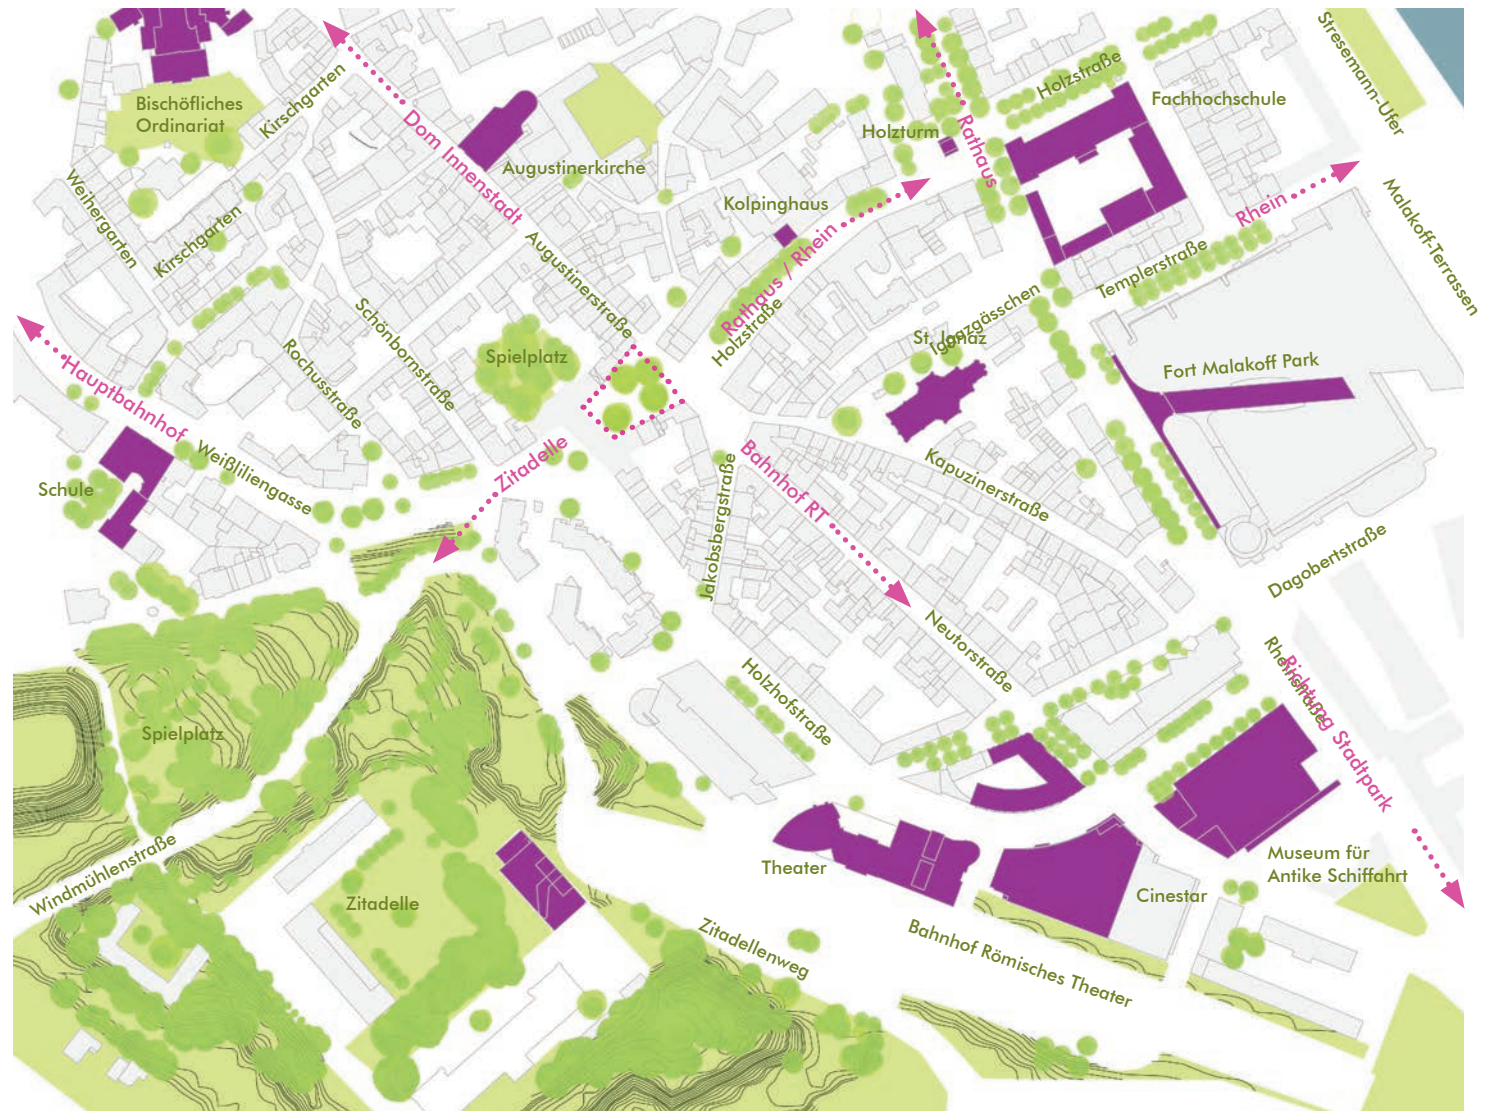 Stresemann-Ufer
Holzstraße
Fachhochschule
Bischöfliches
Ordinariat
Kirschgarten
Dom Innenstadt
Holzturm
Rathaus
Augustinerkirche
Weihergarten
Kirschgarten
Kolpinghaus
Rhein
Malakoff-Terrassen
Augustinerstraße
Rathaus / Rhein
Holzstraße
Templerstraße
Ignazgässchen
St. Ignaz
Schönbornstraße
Rochusstraße
Spielplatz
Fort Malakoff Park
Hauptbahnhof
Weißliliengasse
Schule
Zitadelle
Jakobsbergstraße
Bahnhof RT
Kapuzinerstraße
Dagobertstraße
Neutorstraße
Rheinstraße
Richtung Stadtpark
Holzhofstraße
Spielplatz
Windmühlenstraße
Zitadelle
Theater
Museum für
Antike Schiffahrt
Cinestar
Zitadellenweg
Bahnhof Römisches Theater